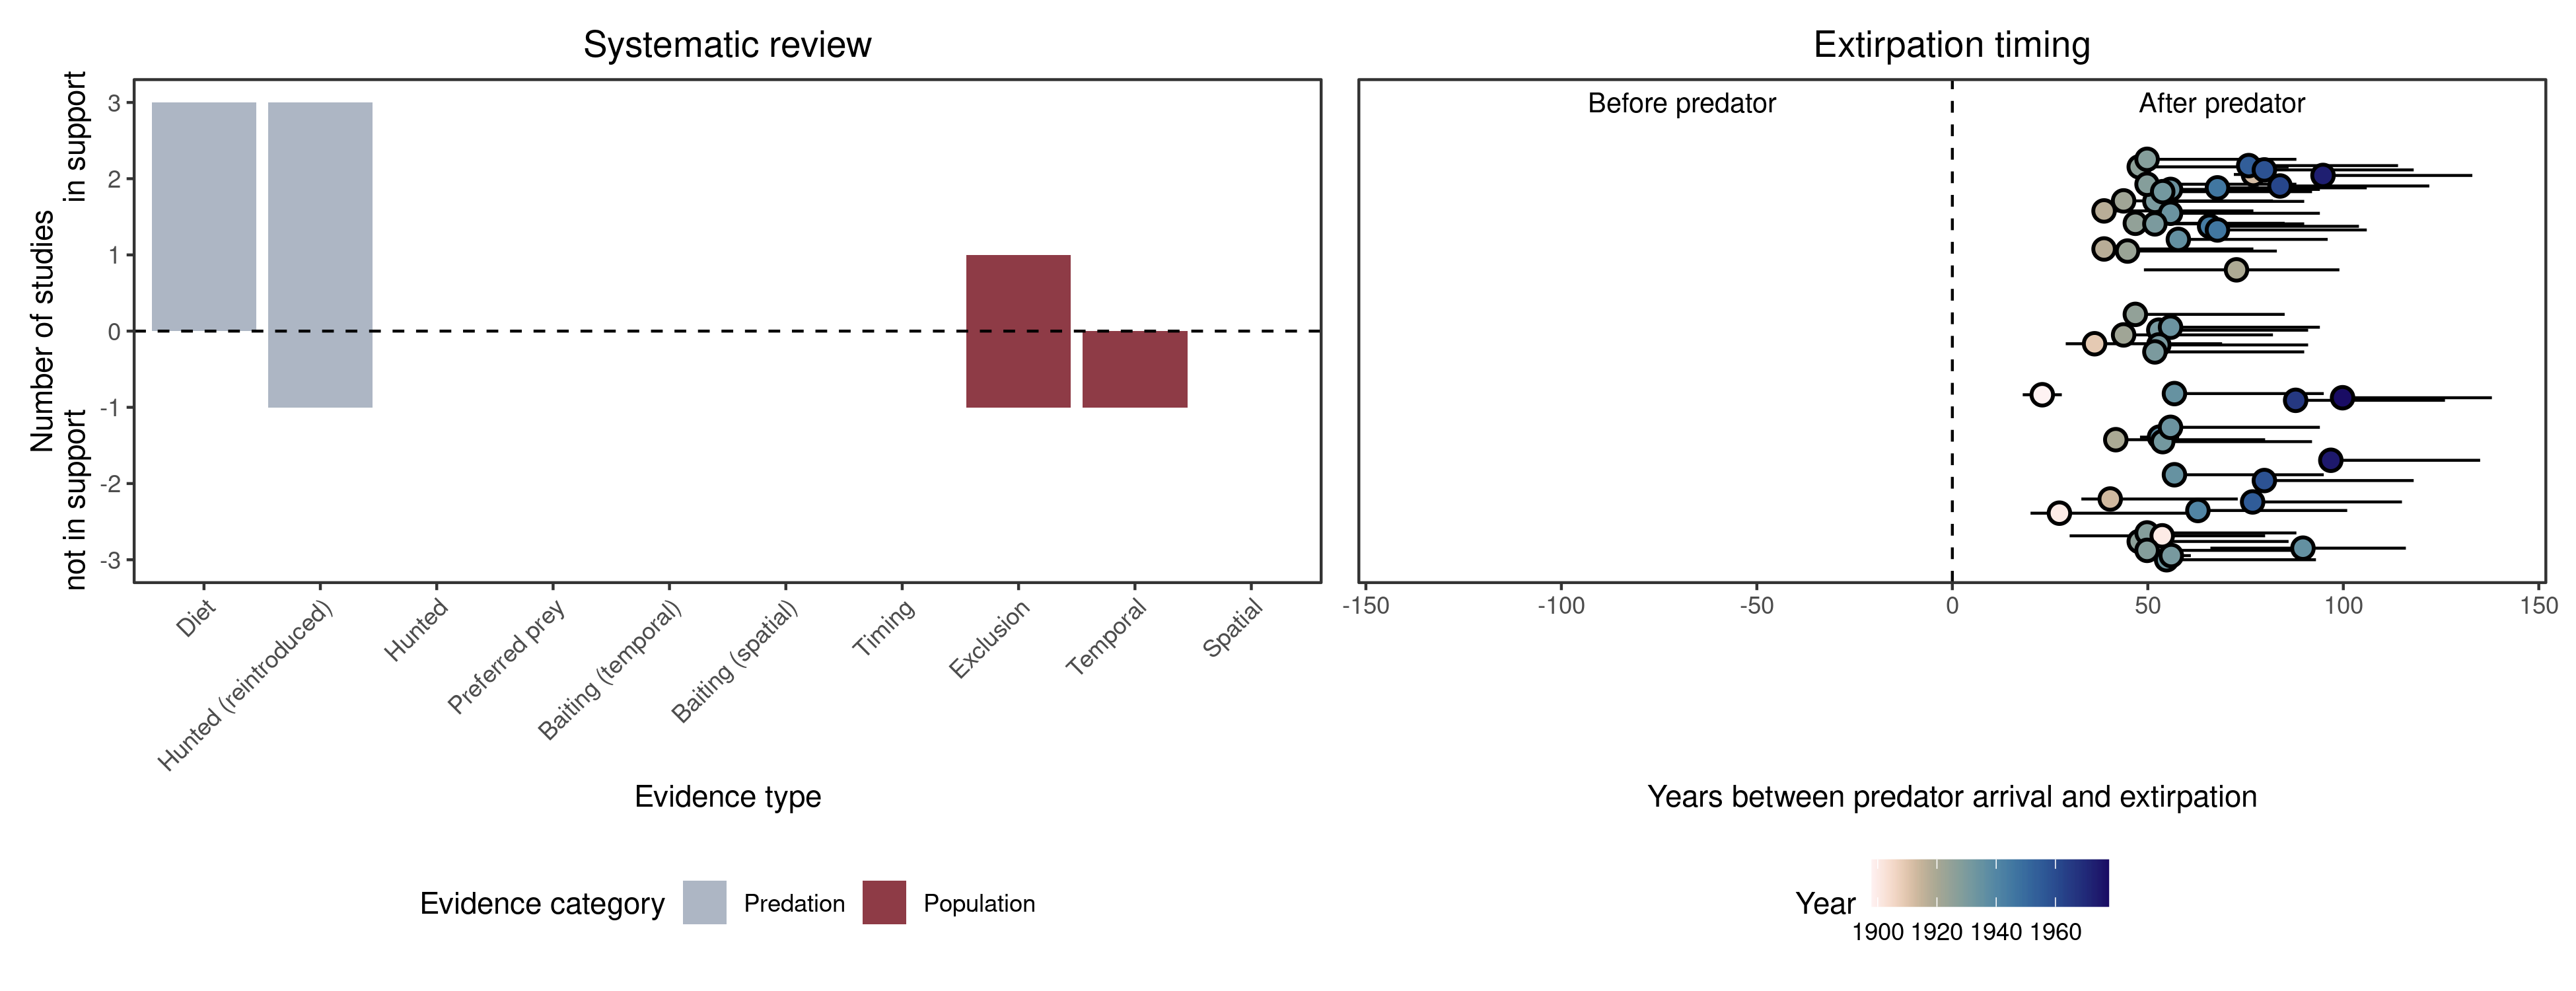 Systematic review
Number of studies
not in support
in support
3
2
1
0
-1
-2
-3
Diet
Hunted (reintroduced)
Hunted
Preferred prey
Baiting (temporal)
Baiting (spatial)
Timing
Exclusion
Temporal
Spatial
Evidence type
Evidence category
Predation
Population
Extirpation timing
Before predator
After predator
-150
-100
-50
0
50
100
150
Years between predator arrival and extirpation
Year
1900 1920 1940 1960